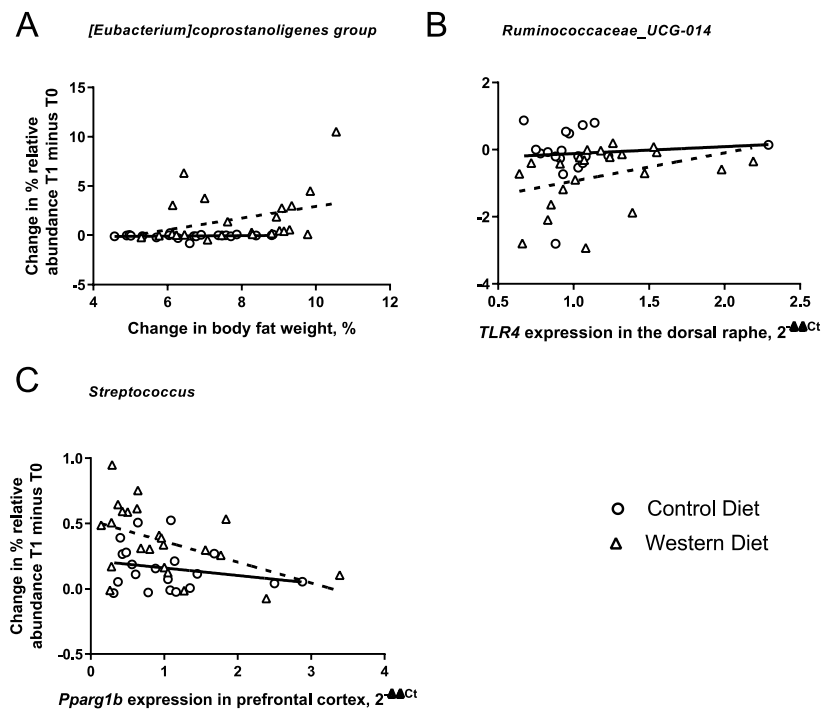 A
[Eubacterium]coprostanoligenes group
Change in % relative
abundance T1 minus T0
15
10
5
0
-5
4
6
8
10
12
Change in body fat weight, %
B
Ruminococcaceae_UCG-014
2
0
-2
-4
0.5
1.0
1.5
2.0
2.5
TLR4 expression in the dorsal raphe, 2-▲▲Ct
C
Streptococcus
Change in % relative
abundance T1 minus T0
1.0
0.5
0.0
-0.5
0
1
2
3
4
Pparg1b expression in prefrontal cortex, 2-▲▲Ct
Control Diet
Western Diet